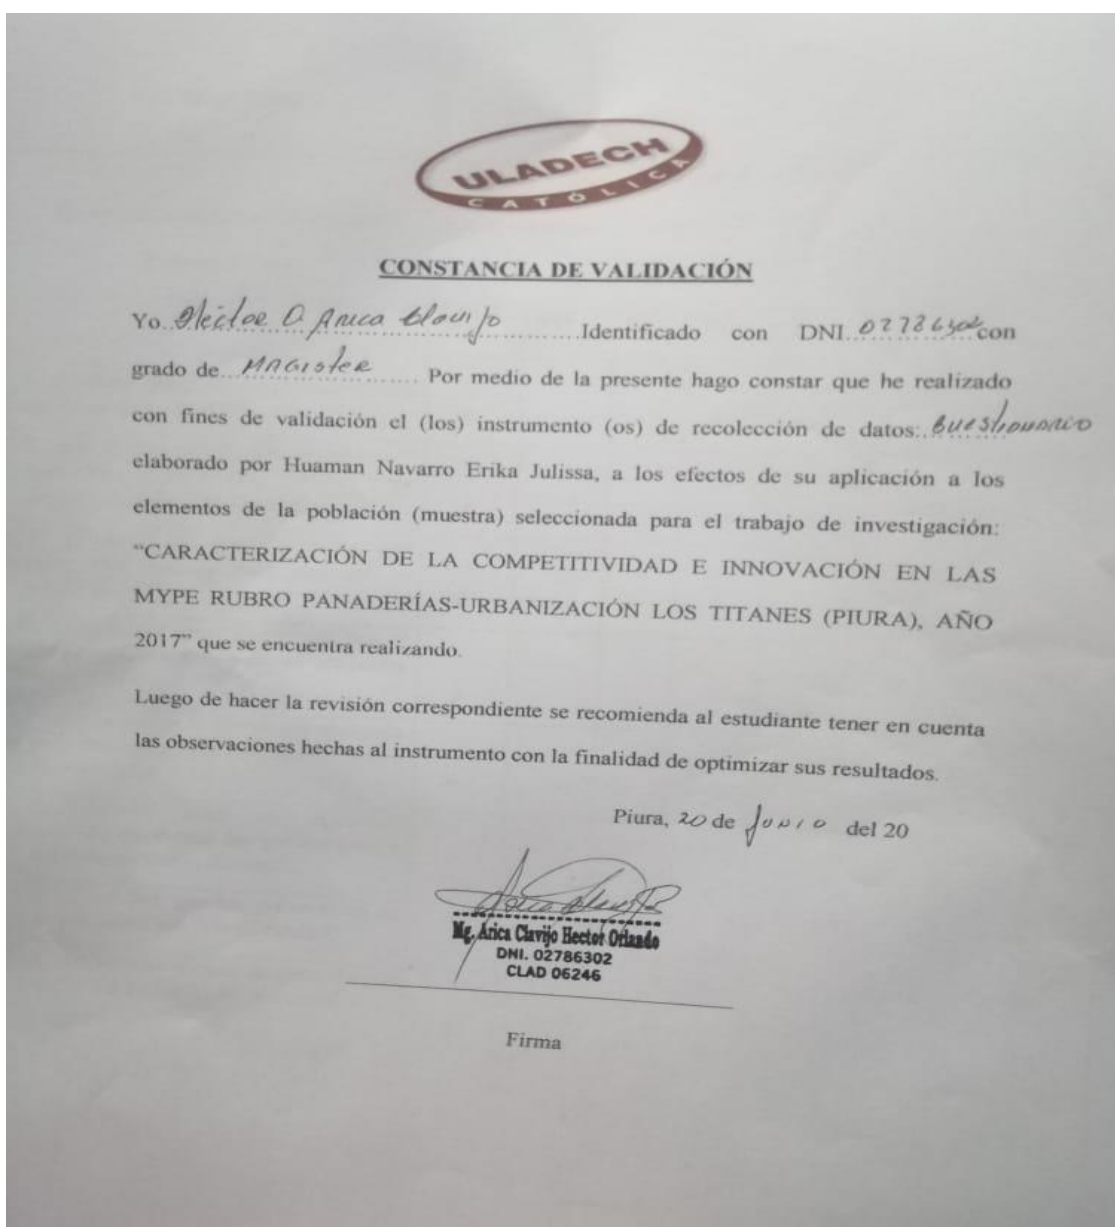 ULADECH
CATÓLICA
CONSTANCIA DE VALIDACIÓN
Yo Hector O Arica Clavijo Identificado con DNI 02786302 con
grado de Magister Por medio de la presente hago constar que he realizado
con fines de validación el (los) instrumento (os) de recolección de datos: Cuestionario
elaborado por Huaman Navarro Erika Julissa, a los efectos de su aplicación a los
elementos de la población (muestra) seleccionada para el trabajo de investigación:
“CARACTERIZACIÓN DE LA COMPETITIVIDAD E INNOVACIÓN EN LAS
MYPE RUBRO PANADERÍAS-URBANIZACIÓN LOS TITANES (PIURA), AÑO
2017” que se encuentra realizando.
Luego de hacer la revisión correspondiente se recomienda al estudiante tener en cuenta
las observaciones hechas al instrumento con la finalidad de optimizar sus resultados.
Piura, 20 de Junio del 20
Mg. Arica Clavijo Hector Orlando
DNI. 02786302
CLAD 06246
Firma